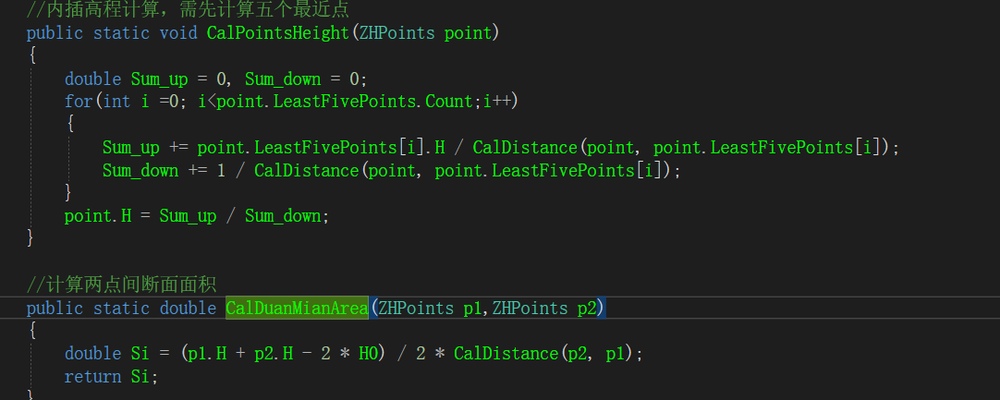 //内插高程计算，需先计算五个最近点
public static void CalPointsHeight(ZHPoints point)
{
    double Sum_up = 0, Sum_down = 0;
    for(int i =0; i<point.LeastFivePoints.Count;i++)
    {
        Sum_up += point.LeastFivePoints[i].H / CalDistance(point, point.LeastFivePoints[i]);
        Sum_down += 1 / CalDistance(point, point.LeastFivePoints[i]);
    }
    point.H = Sum_up / Sum_down;
}
//计算两点间断面面积
public static double CalDuanMianArea(ZHPoints p1,ZHPoints p2)
{
    double Si = (p1.H + p2.H - 2 * H0) / 2 * CalDistance(p2, p1);
    return Si;
}